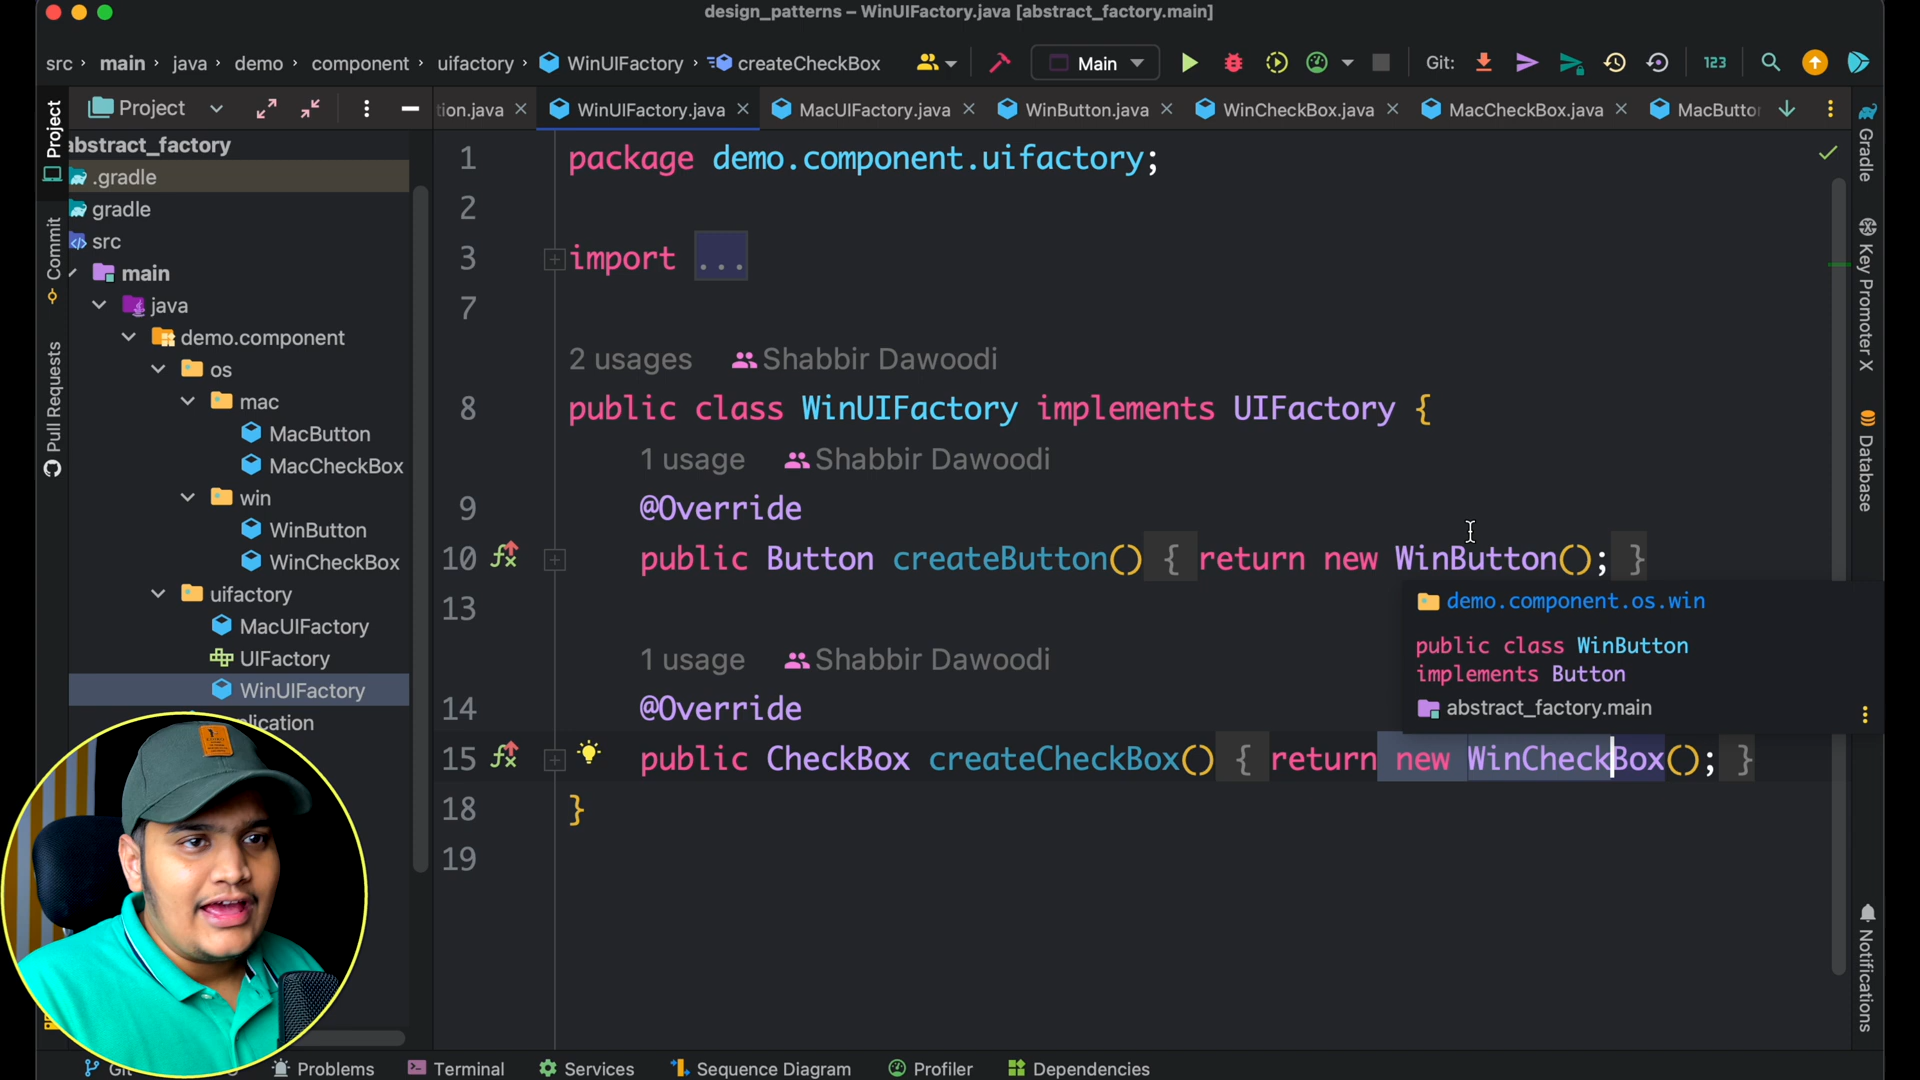 design_patterns – WinUIFactory.java [abstract_factory.main]
src › main › java › demo › component › uifactory › WinUIFactory › createCheckBox
Main
Git:
123
Project
tion.java
WinUIFactory.java
MacUIFactory.java
WinButton.java
WinCheckBox.java
MacCheckBox.java
MacButto
Project
Commit
Pull Requests
abstract_factory
.gradle
gradle
src
main
java
demo.component
os
mac
MacButton
MacCheckBox
win
WinButton
WinCheckBox
uifactory
MacUIFactory
UIFactory
WinUIFactory
plication
1 package demo.component.uifactory;
2
3 import ...
7
2 usages Shabbir Dawoodi
8 public class WinUIFactory implements UIFactory {
1 usage Shabbir Dawoodi
9 @Override
10 public Button createButton() { return new WinButton(); }
13
1 usage Shabbir Dawoodi
14 @Override
15 public CheckBox createCheckBox() { return new WinCheckBox(); }
18 }
19
demo.component.os.win
public class WinButton
implements Button
abstract_factory.main
Gradle
Key Promoter X
Database
Notifications
Git
Problems
Terminal
Services
Sequence Diagram
Profiler
Dependencies